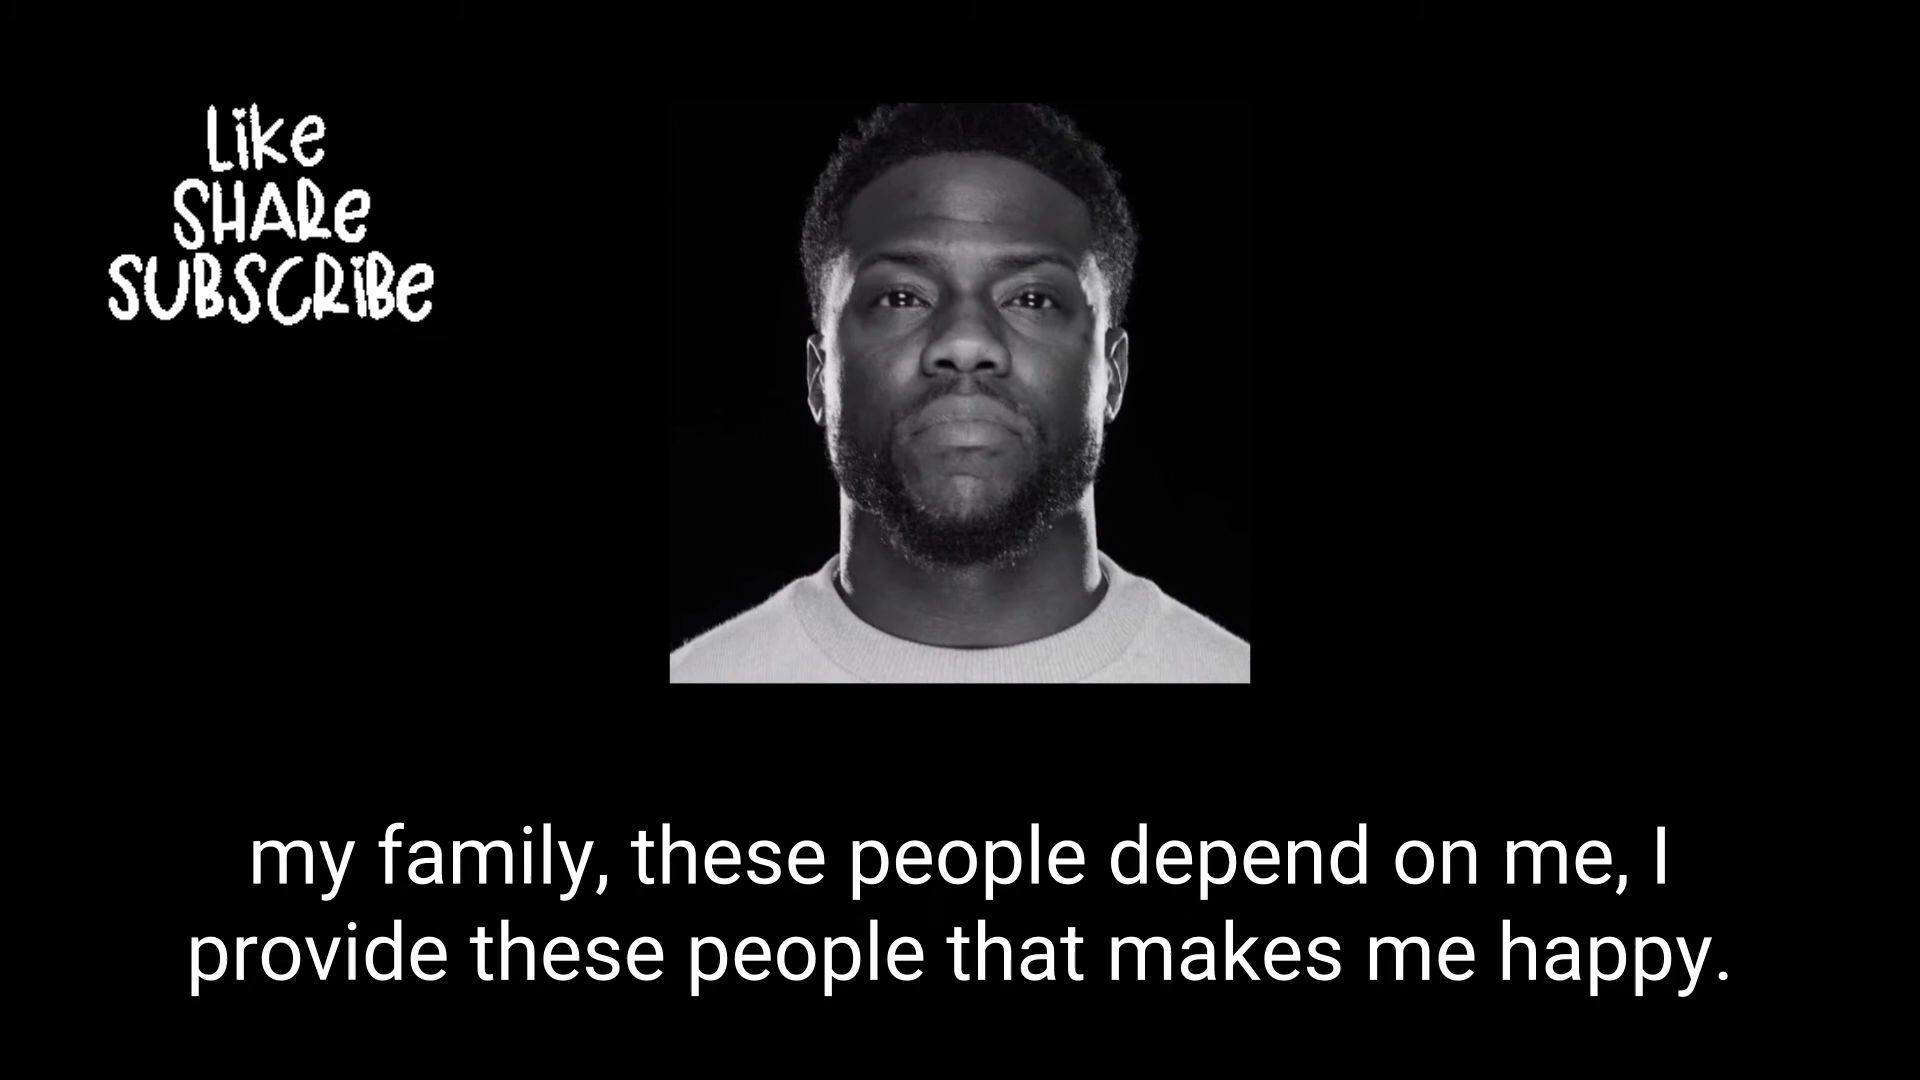 Like
SHARe
SUBSCRiBe
my family, these people depend on me, I
provide these people that makes me happy.